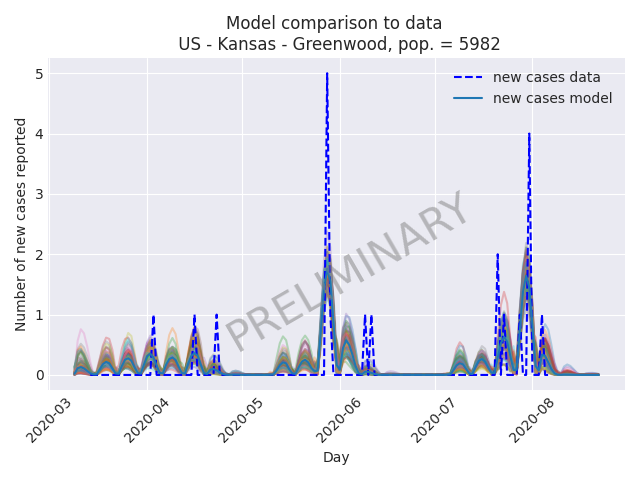 Model comparison to data
US - Kansas - Greenwood, pop. = 5982
new cases data
new cases model
Number of new cases reported
5
4
3
2
1
0
PRELIMINARY
2020-03
2020-04
2020-05
2020-06
2020-07
2020-08
Day